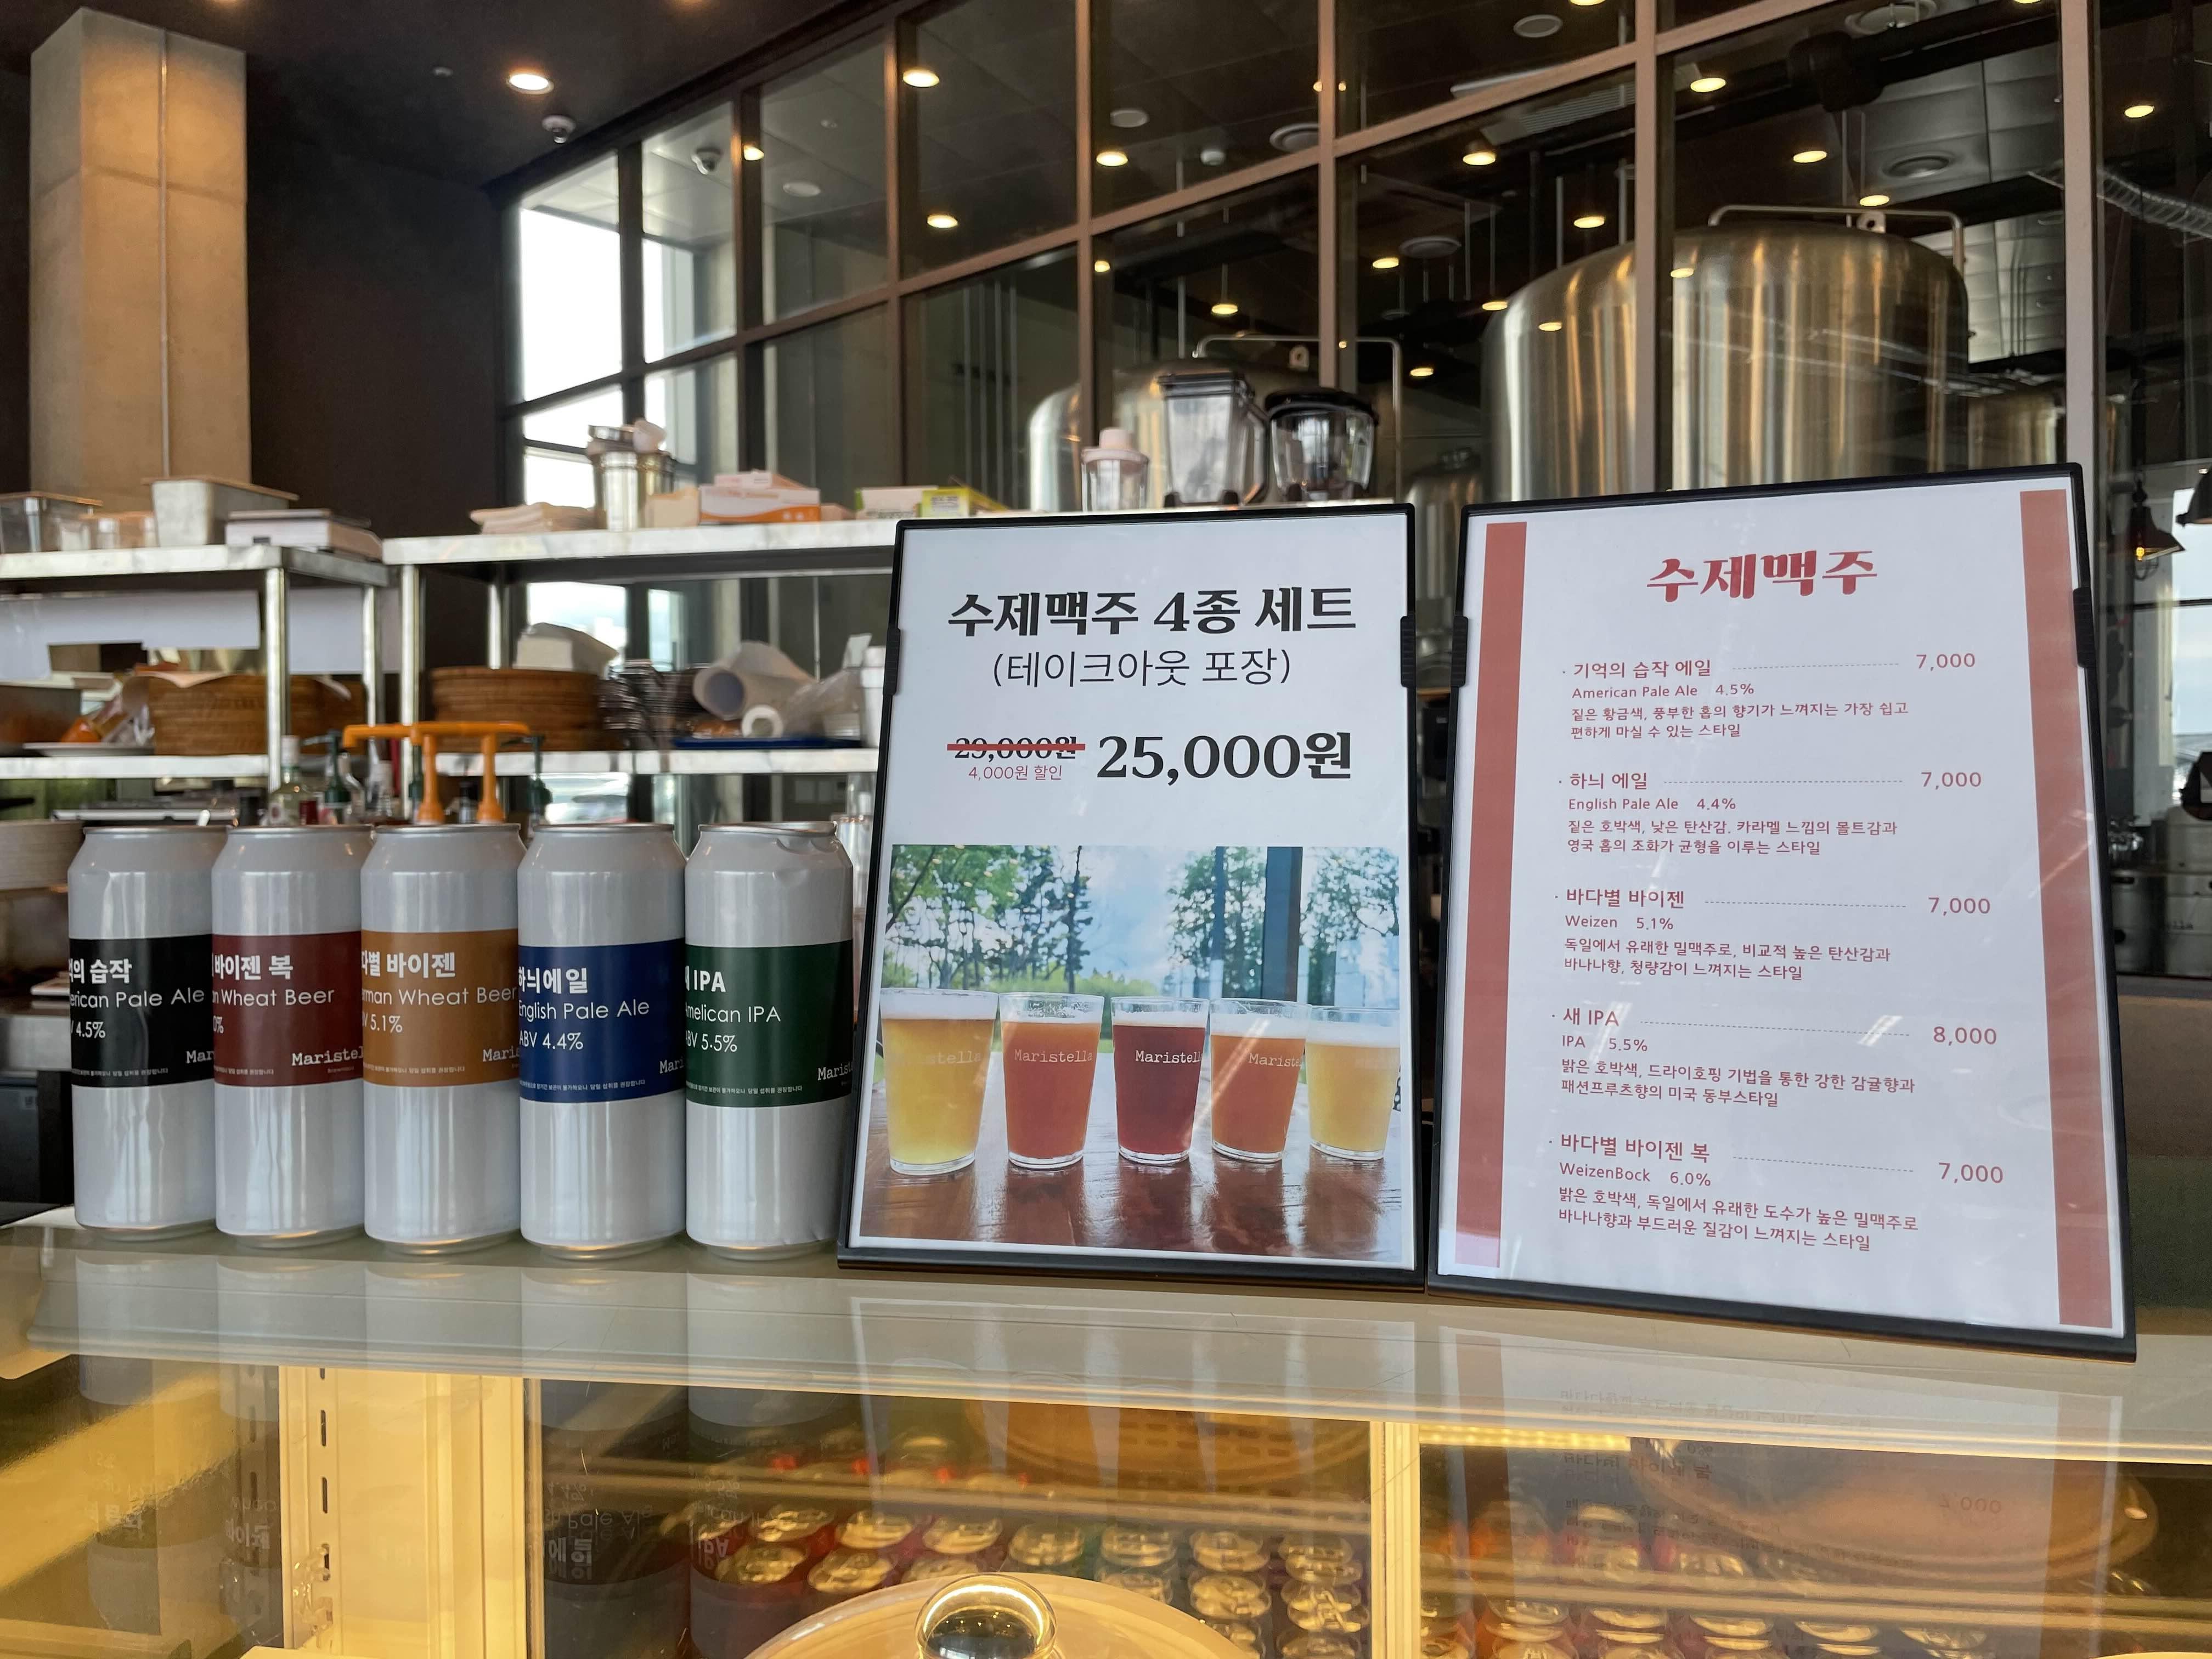 수제맥주 4종 세트
(테이크아웃 포장)
29,000원 25,000원
4,000원 할인
Maristella
Maristell
Marist
수제맥주
· 기억의 습작 에일 7,000
American Pale Ale 4.5%
짙은 황금색, 풍부한 홉의 향기가 느껴지는 가장 쉽고
편하게 마실 수 있는 스타일
· 하늬 에일 7,000
English Pale Ale 4.4%
짙은 호박색, 낮은 탄산감, 카라멜 느낌의 몰트감과
영국 홉의 조화가 균형을 이루는 스타일
· 바다별 바이젠 7,000
Weizen 5.1%
독일에서 유래한 밀맥주로, 비교적 높은 탄산감과
바나나향, 청량감이 느껴지는 스타일
· 새 IPA 8,000
IPA 5.5%
밝은 호박색, 드라이호핑 기법을 통한 강한 감귤향과
패션프루츠향의 미국 동부스타일
· 바다별 바이젠 복 7,000
WeizenBock 6.0%
밝은 호박색, 독일에서 유래한 도수가 높은 밀맥주로
바나나향과 부드러운 질감이 느껴지는 스타일
의 습작
erican Pale Ale
4.5%
Mar
바이젠 복
n Wheat Beer
0%
Maristel
별 바이젠
rman Wheat Beer
5.1%
Mari
하늬에일
English Pale Ale
ABV 4.4%
Mari
새 IPA
Amelican IPA
ABV 5.5%
Marist